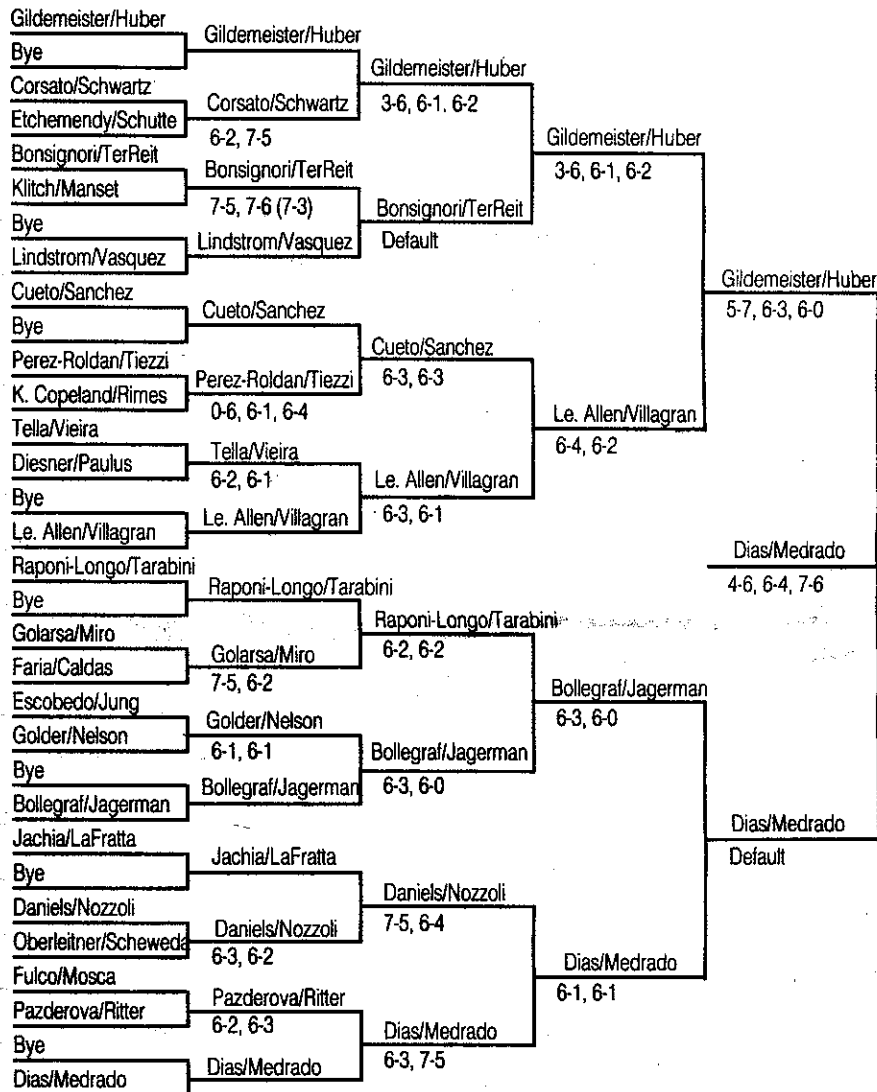 Gildemeister/Huber
Bye
Corsato/Schwartz
Etchemendy/Schutte
Bonsignori/TerReit
Klitch/Manset
Bye
Lindstrom/Vasquez
Cueto/Sanchez
Bye
Perez-Roldan/Tiezzi
K. Copeland/Rimes
Tella/Vieira
Diesner/Paulus
Bye
Le. Allen/Villagran
Raponi-Longo/Tarabini
Bye
Golarsa/Miro
Faria/Caldas
Escobedo/Jung
Golder/Nelson
Bye
Bollegraf/Jagerman
Jachia/LaFratta
Bye
Daniels/Nozzoli
Oberleitner/Scheweda
Fulco/Mosca
Pazderova/Ritter
Bye
Dias/Medrado
Gildemeister/Huber
Corsato/Schwartz
6-2, 7-5
Bonsignori/TerReit
7-5, 7-6 (7-3)
Lindstrom/Vasquez
Cueto/Sanchez
Perez-Roldan/Tiezzi
0-6, 6-1, 6-4
Tella/Vieira
6-2, 6-1
Le. Allen/Villagran
Raponi-Longo/Tarabini
Golarsa/Miro
7-5, 6-2
Golder/Nelson
6-1, 6-1
Bollegraf/Jagerman
Jachia/LaFratta
Daniels/Nozzoli
6-3, 6-2
Pazderova/Ritter
6-2, 6-3
Dias/Medrado
Gildemeister/Huber
3-6, 6-1. 6-2
Bonsignori/TerReit
Default
Cueto/Sanchez
6-3, 6-3
Le. Allen/Villagran
6-3, 6-1
Raponi-Longo/Tarabini
6-2, 6-2
Bollegraf/Jagerman
6-3, 6-0
Daniels/Nozzoli
7-5, 6-4
Dias/Medrado
6-3, 7-5
Gildemeister/Huber
3-6, 6-1, 6-2
Le. Allen/Villagran
6-4, 6-2
Bollegraf/Jagerman
6-3, 6-0
Dias/Medrado
6-1, 6-1
Gildemeister/Huber
5-7, 6-3, 6-0
Dias/Medrado
Default
Dias/Medrado
4-6, 6-4, 7-6